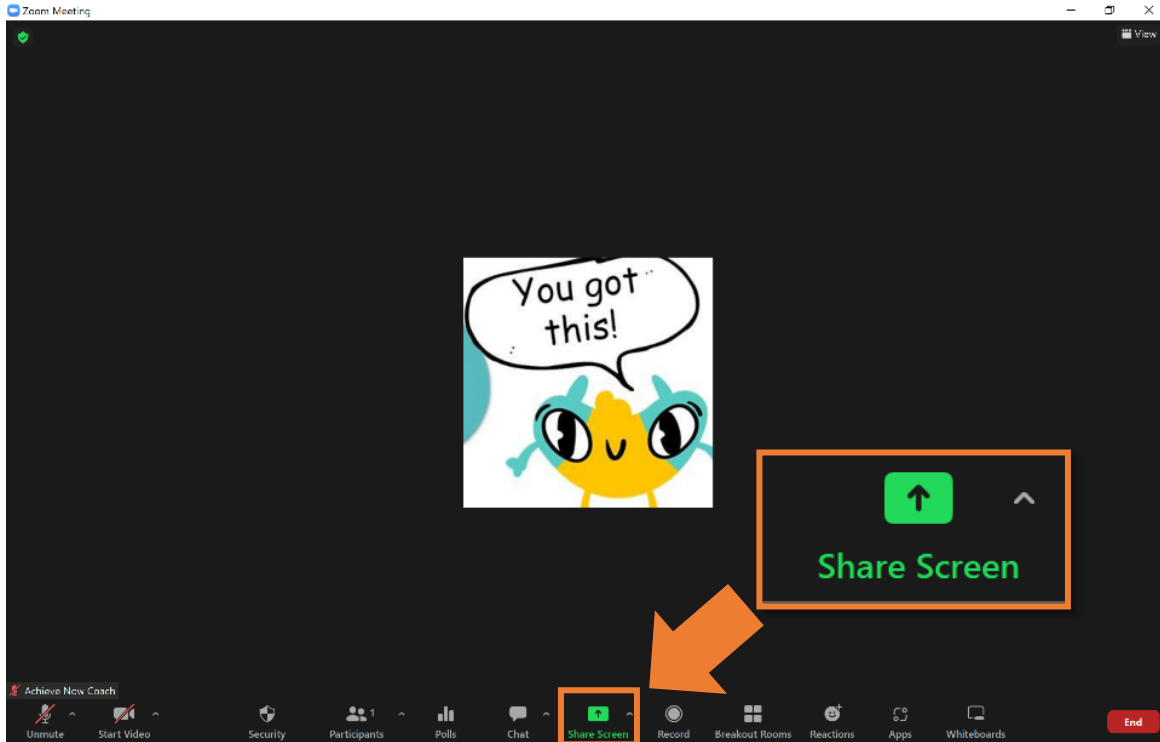 Zoom Meeting
View
You got
this!
Share Screen
Achieve Now Coach
Unmute
Start Video
Security
1
Participants
Polls
Chat
Share Screen
Record
Breakout Rooms
Reactions
Apps
Whiteboards
End